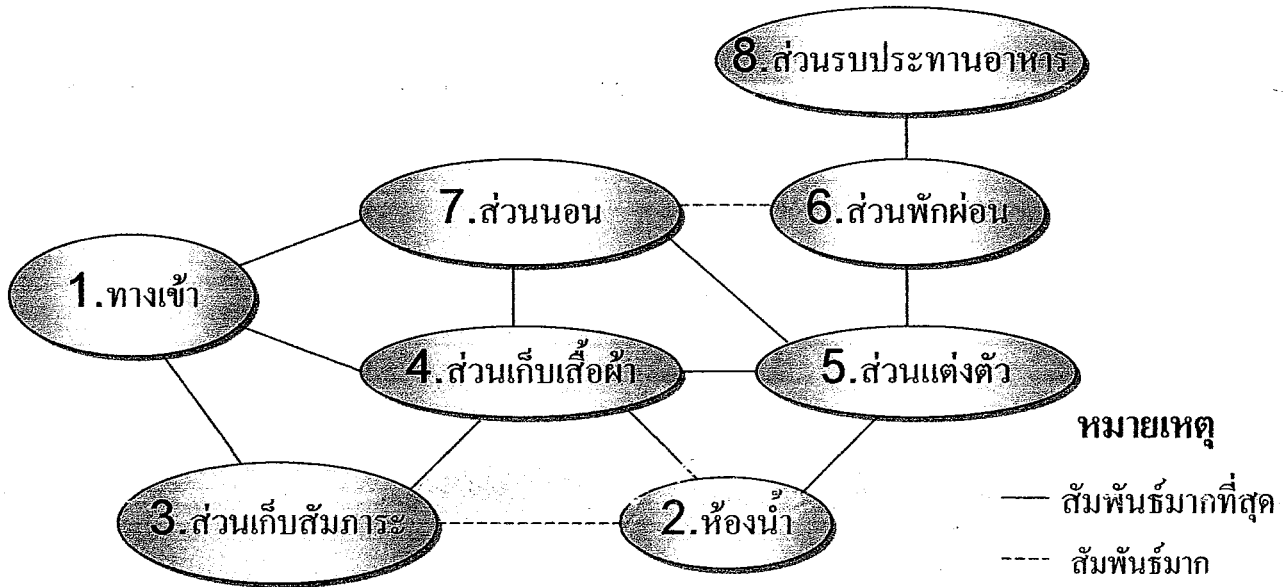 8.ส่วนรบประทานอาหาร
7.ส่วนนอน
6.ส่วนพักผ่อน
1.ทางเข้า
4.ส่วนเก็บเสื้อผ้า
5.ส่วนแต่งตัว
3.ส่วนเก็บสัมภาระ
2.ห้องน้ำ
หมายเหตุ
สัมพันธ์มากที่สุด
สัมพันธ์มาก